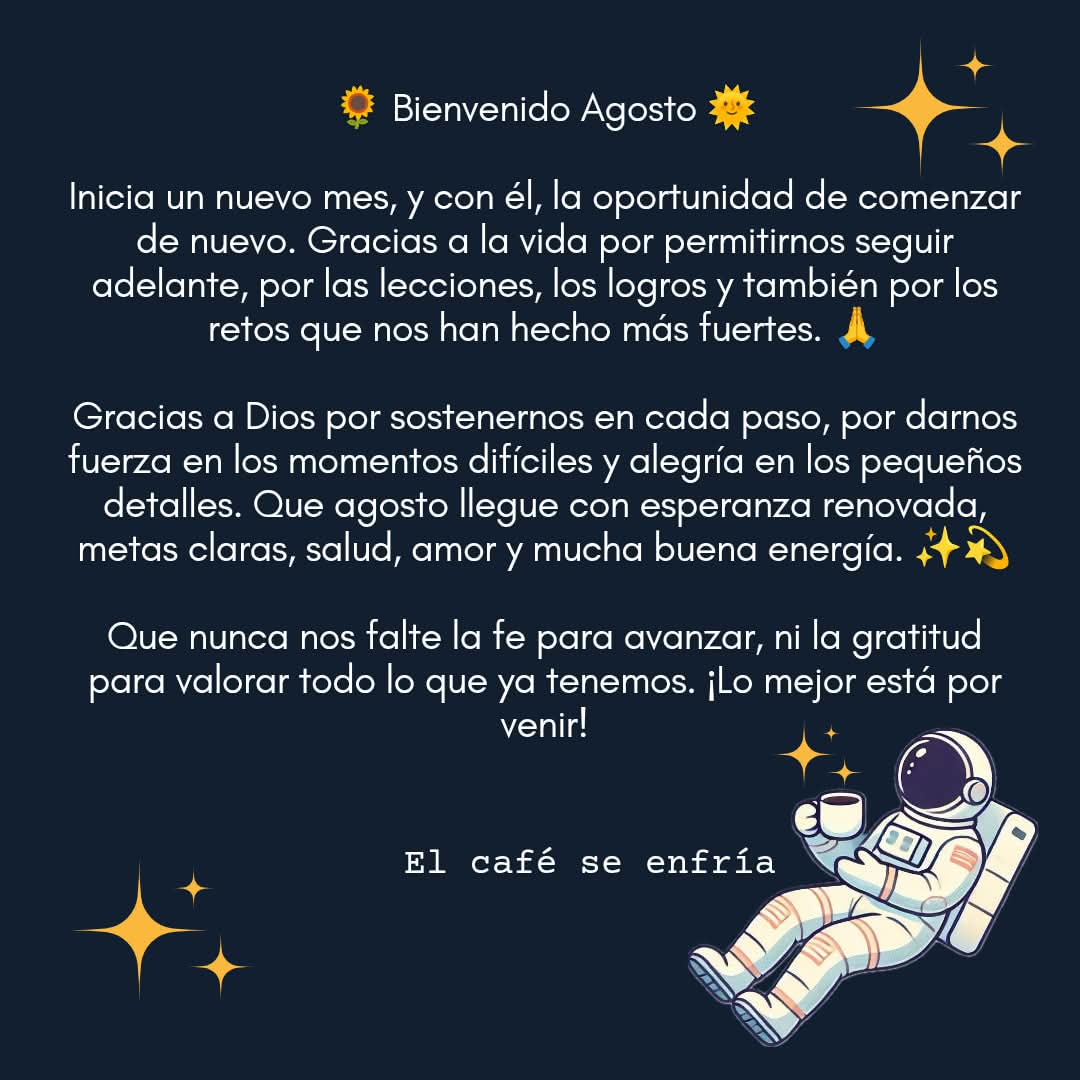 🌻 Bienvenido Agosto 🌞
Inicia un nuevo mes, y con él, la oportunidad de comenzar
de nuevo. Gracias a la vida por permitirnos seguir
adelante, por las lecciones, los logros y también por los
retos que nos han hecho más fuertes. 🙏
Gracias a Dios por sostenernos en cada paso, por darnos
fuerza en los momentos difíciles y alegría en los pequeños
detalles. Que agosto llegue con esperanza renovada,
metas claras, salud, amor y mucha buena energía. ✨💫
Que nunca nos falte la fe para avanzar, ni la gratitud
para valorar todo lo que ya tenemos. ¡Lo mejor está por
venir!
El café se enfría